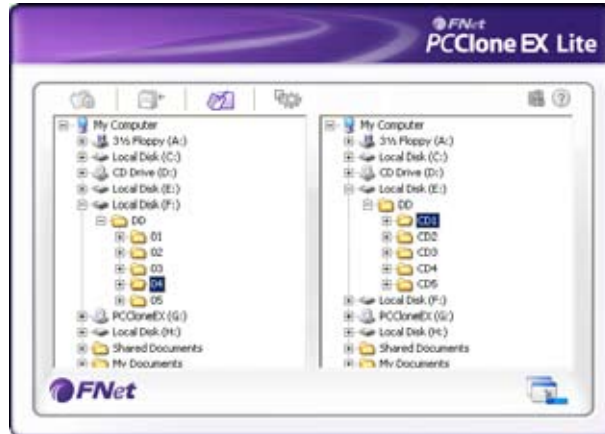 FNet
PCClone EX Lite
My Computer
3½ Floppy (A:)
Local Disk (C:)
CD Drive (D:)
Local Disk (E:)
Local Disk (F:)
DD
01
02
03
04
05
PCCloneEX (G:)
Local Disk (H:)
Shared Documents
My Documents
My Computer
3½ Floppy (A:)
Local Disk (C:)
CD Drive (D:)
Local Disk (E:)
DD
CD1
CD2
CD3
CD4
CD5
Local Disk (F:)
PCCloneEX (G:)
Local Disk (H:)
Shared Documents
My Documents
FNet